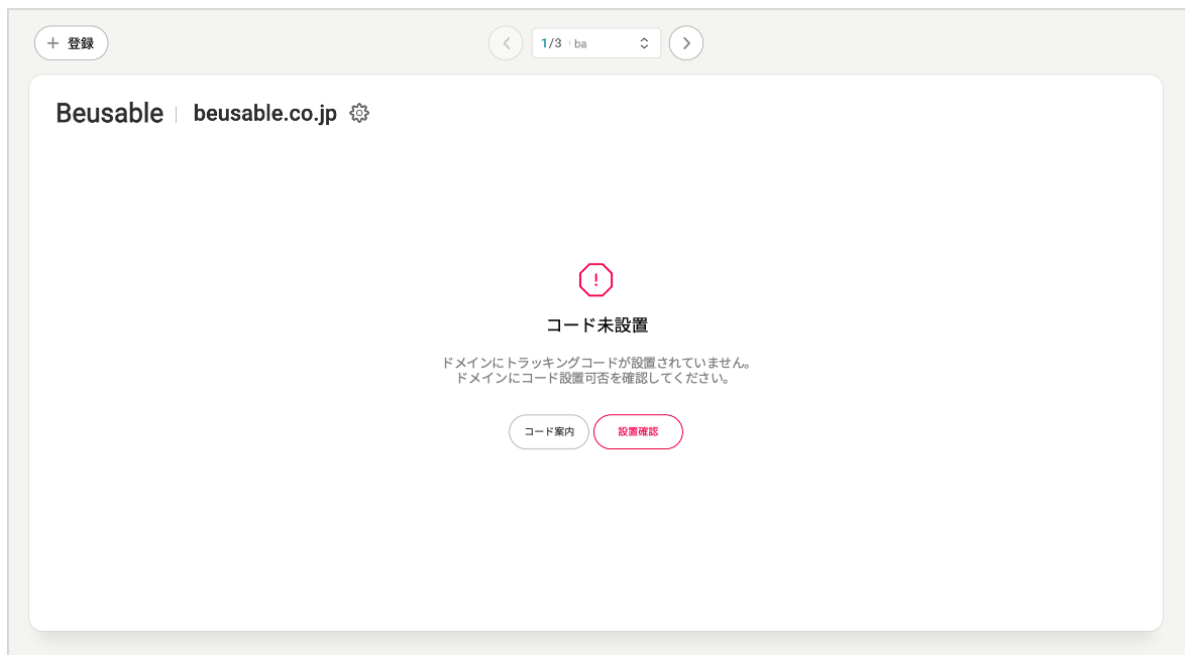 + 登録
1/3 ba
Beusable | beusable.co.jp
コード未設置
ドメインにトラッキングコードが設置されていません。
ドメインにコード設置可否を確認してください。
コード案内 設置確認